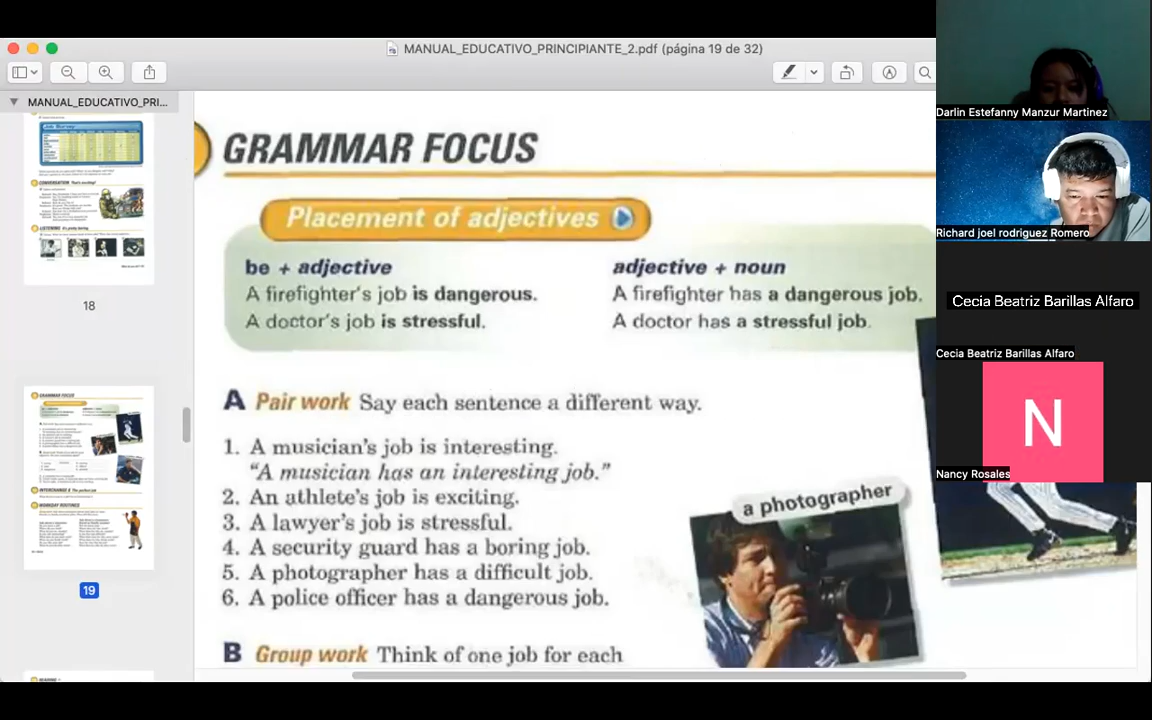 MANUAL_EDUCATIVO_PRINCIPIANTE_2.pdf (página 19 de 32)
MANUAL_EDUCATIVO_PRI...
18
19
GRAMMAR FOCUS
Placement of adjectives
be + adjective
A firefighter's job is dangerous.
A doctor's job is stressful.
adjective + noun
A firefighter has a dangerous job.
A doctor has a stressful job.
A Pair work Say each sentence a different way.
1. A musician's job is interesting.
"A musician has an interesting job."
2. An athlete's job is exciting.
3. A lawyer's job is stressful.
4. A security guard has a boring job.
5. A photographer has a difficult job.
6. A police officer has a dangerous job.
a photographer
B Group work Think of one job for each
Darlin Estefanny Manzur Martinez
Richard joel rodriguez Romero
Cecia Beatriz Barillas Alfaro
Cecia Beatriz Barillas Alfaro
N
Nancy Rosales